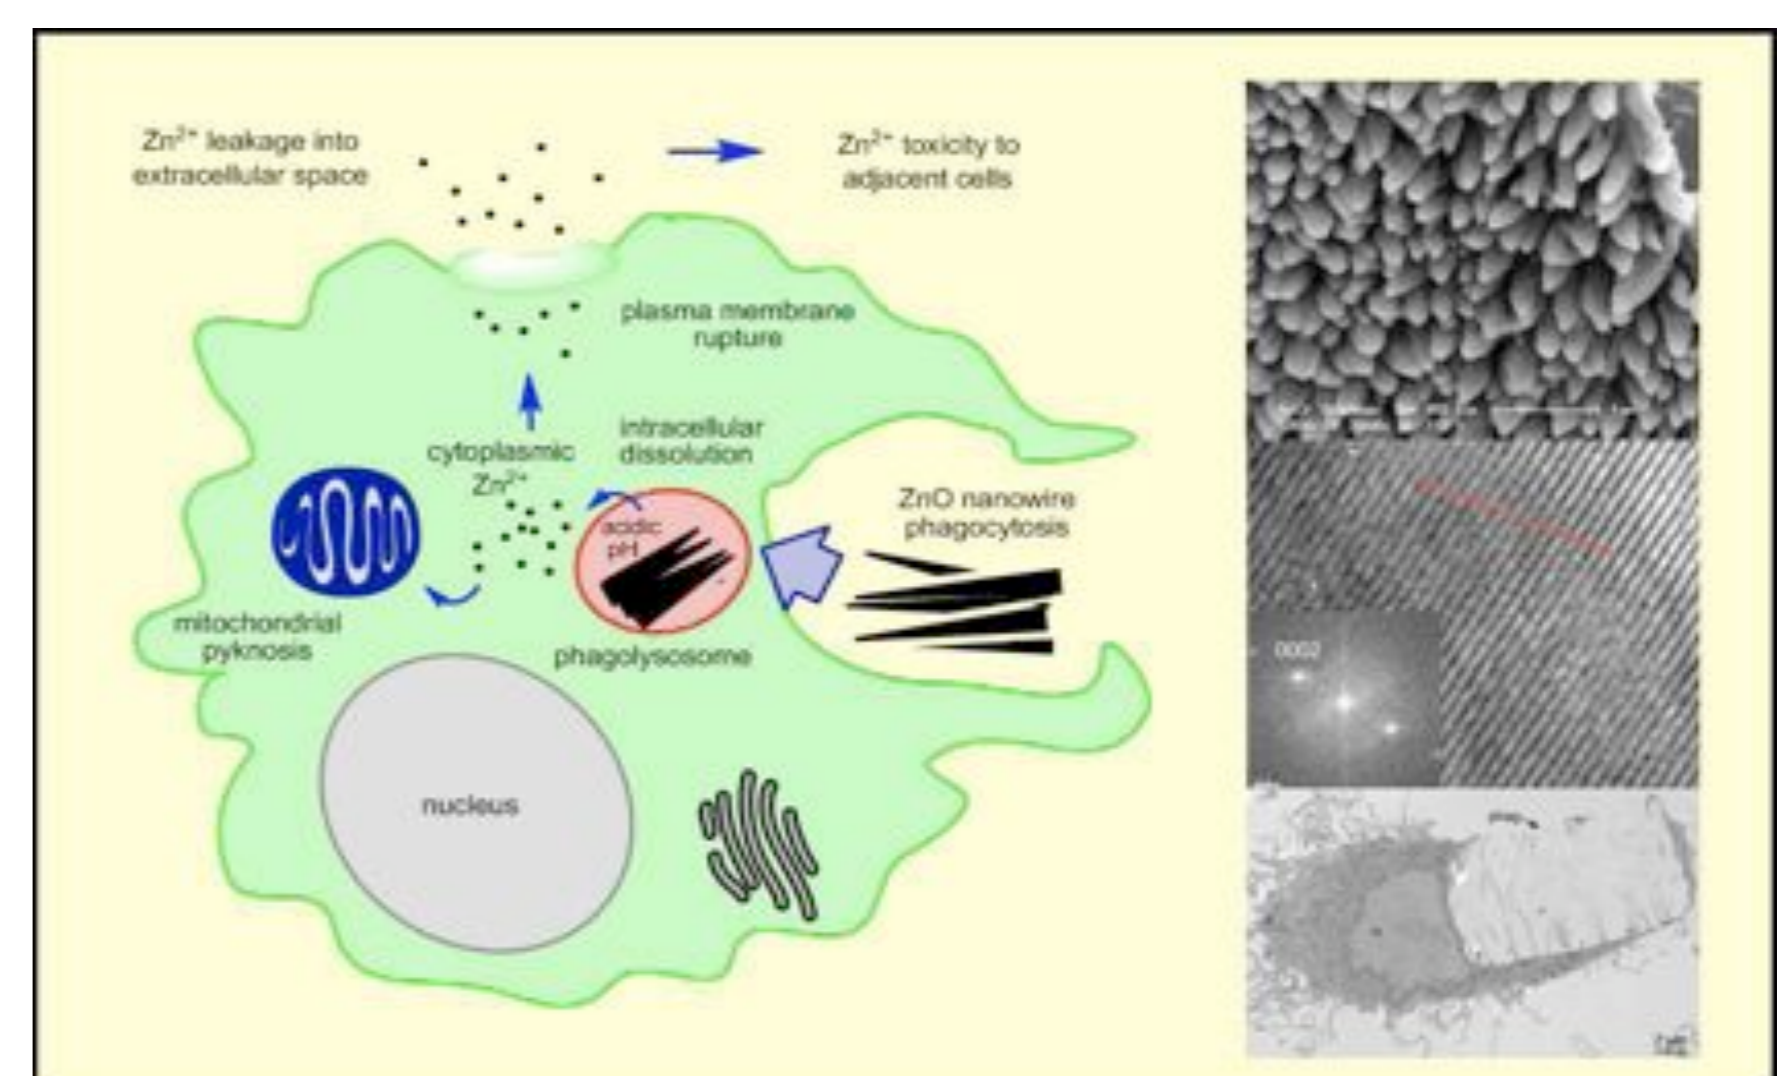 Zn²⁺ leakage into
extracellular space
Zn²⁺ toxicity to
adjacent cells
plasma membrane
rupture
intracellular
dissolution
cytoplasmic
Zn²⁺
acidic
pH
ZnO nanowire
phagocytosis
mitochondrial
pyknosis
phagolysosome
nucleus
0002